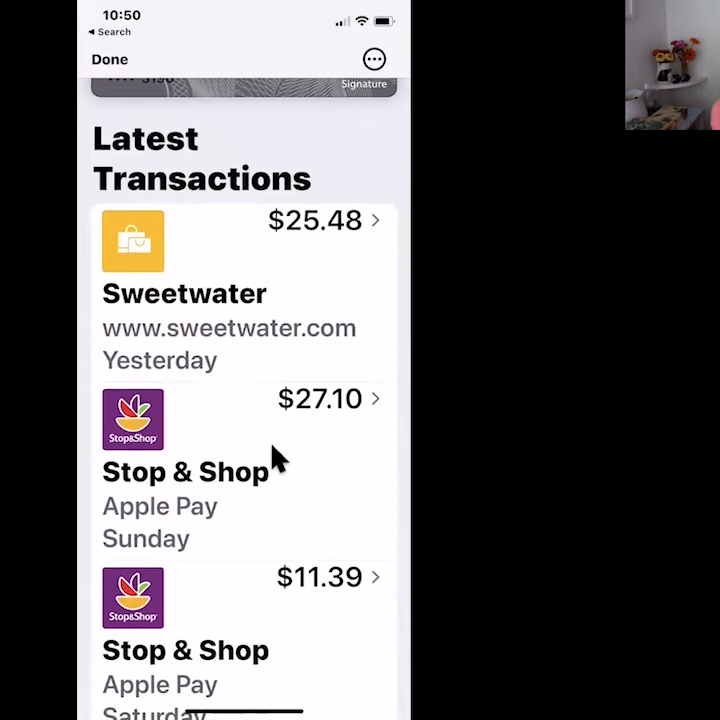 10:50
◀ Search
Done
Signature
Latest
Transactions
$25.48
Sweetwater
www.sweetwater.com
Yesterday
$27.10
Stop&Shop
Stop & Shop
Apple Pay
Sunday
$11.39
Stop&Shop
Stop & Shop
Apple Pay
Saturday